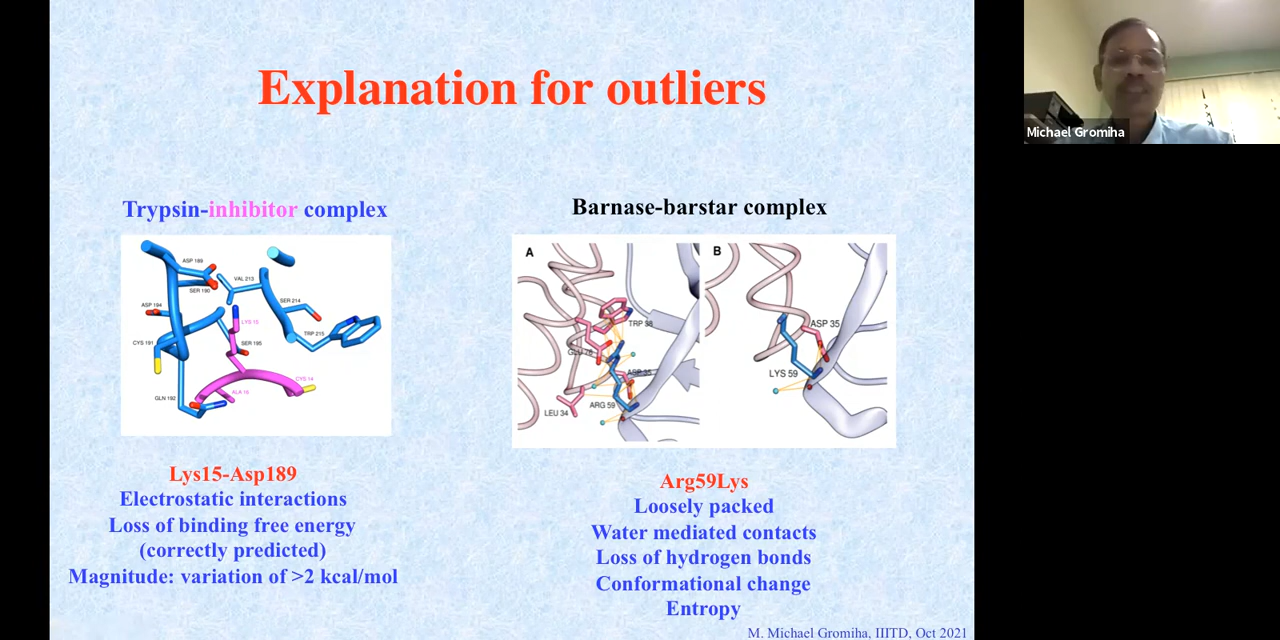 Explanation for outliers
Michael Gromiha
Trypsin-inhibitor complex
ASP 189
SER 190
VAL 213
ASP 194
SER 214
LYS 15
TRP 215
CYS 191
SER 195
CYS 14
ALA 16
GLN 192
Lys15-Asp189
Electrostatic interactions
Loss of binding free energy
(correctly predicted)
Magnitude: variation of >2 kcal/mol
Barnase-barstar complex
A
TRP 38
ASP 35
LEU 34
ARG 59
B
ASP 35
LYS 59
Arg59Lys
Loosely packed
Water mediated contacts
Loss of hydrogen bonds
Conformational change
Entropy
M. Michael Gromiha, IIITD, Oct 2021